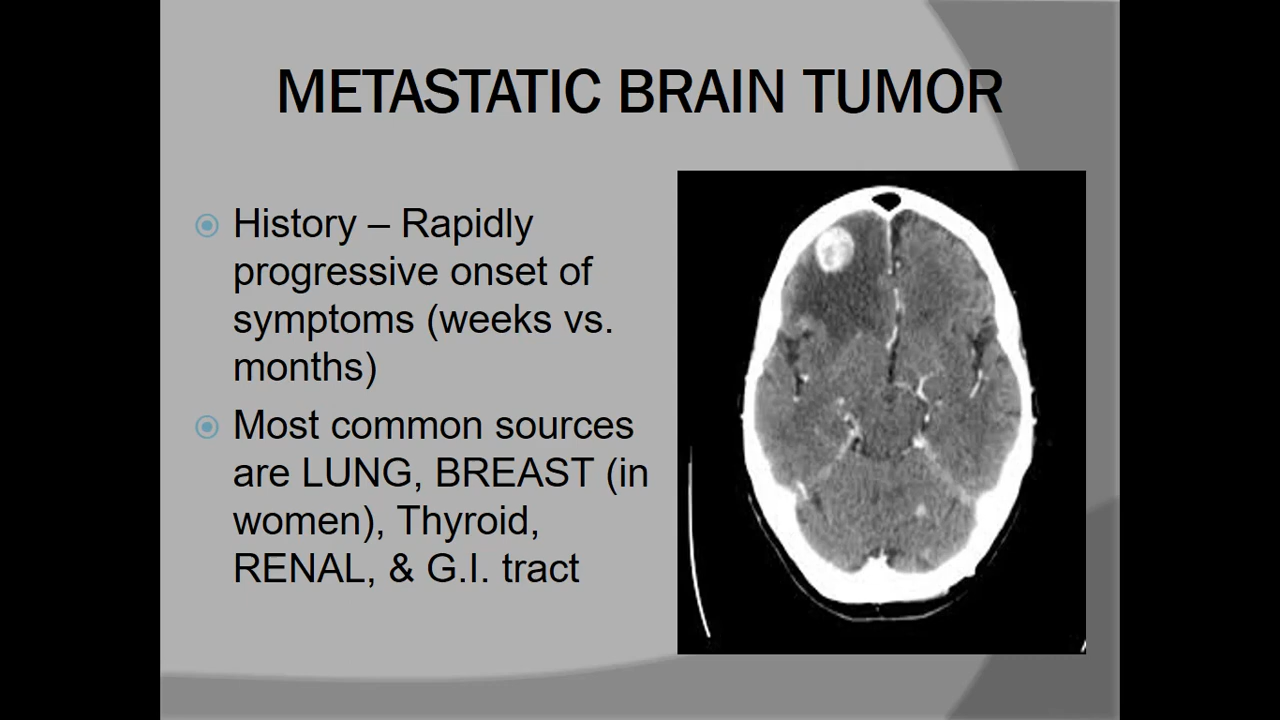 METASTATIC BRAIN TUMOR
History – Rapidly
progressive onset of
symptoms (weeks vs.
months)
Most common sources
are LUNG, BREAST (in
women), Thyroid,
RENAL, & G.I. tract